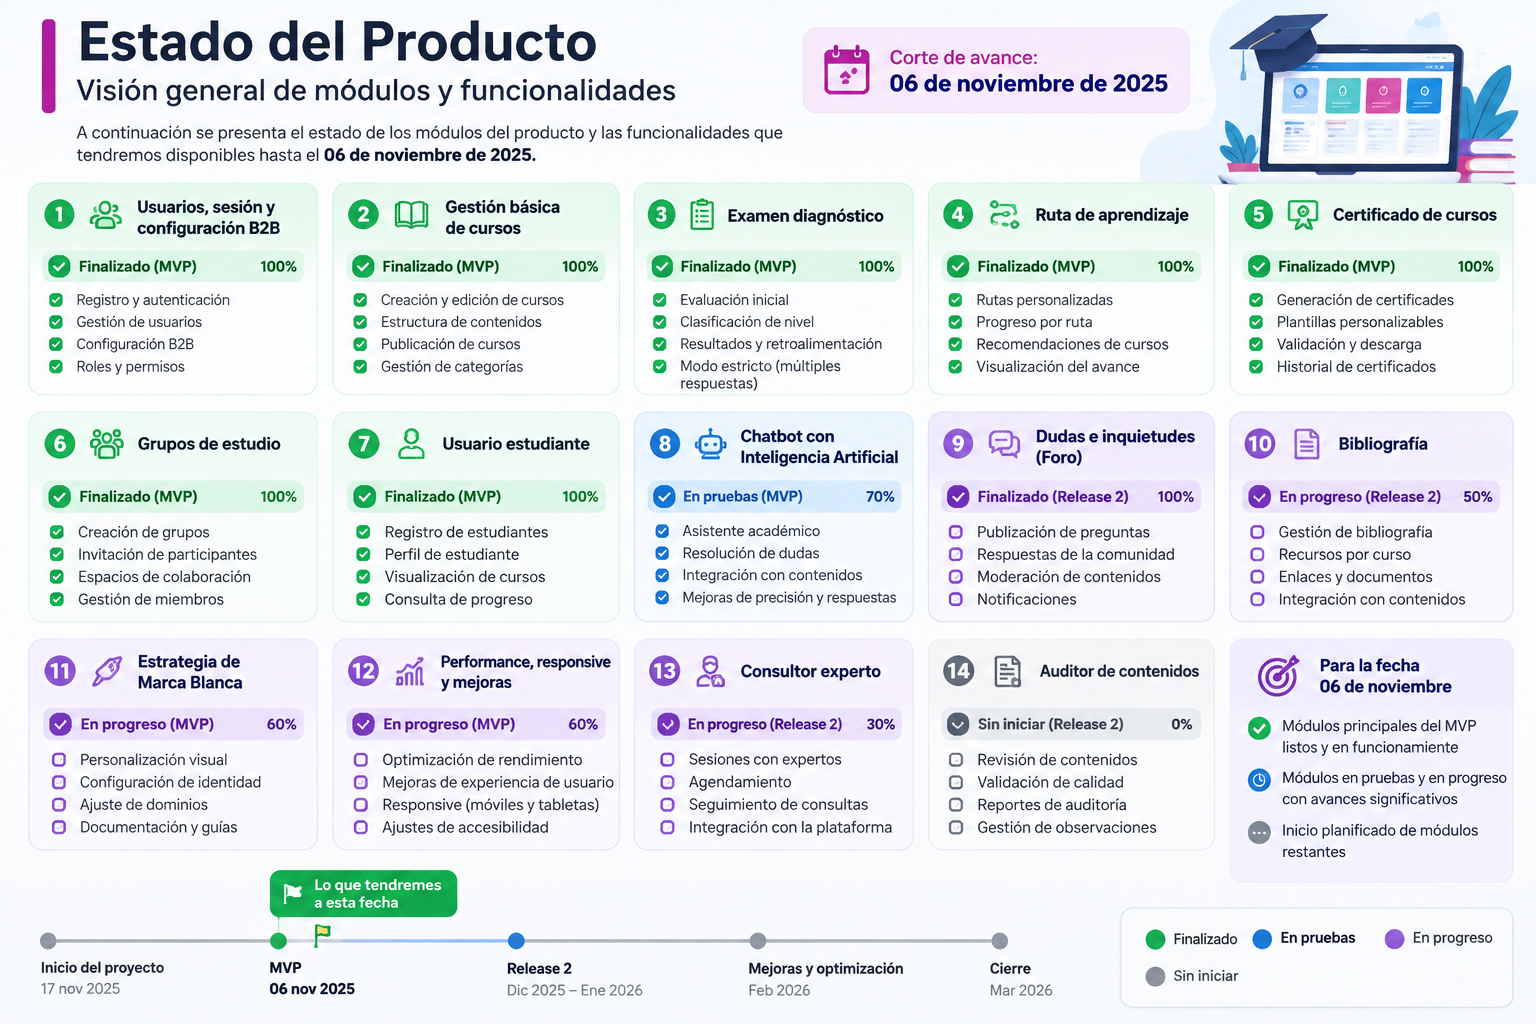 Estado del Producto
Visión general de módulos y funcionalidades
A continuación se presenta el estado de los módulos del producto y las funcionalidades que
tendremos disponibles hasta el 06 de noviembre de 2025.
Corte de avance:
06 de noviembre de 2025
1
Usuarios, sesión y
configuración B2B
Finalizado (MVP) 100%
Registro y autenticación
Gestión de usuarios
Configuración B2B
Roles y permisos
2
Gestión básica
de cursos
Finalizado (MVP) 100%
Creación y edición de cursos
Estructura de contenidos
Publicación de cursos
Gestión de categorías
3
Examen diagnóstico
Finalizado (MVP) 100%
Evaluación inicial
Clasificación de nivel
Resultados y retroalimentación
Modo estricto (múltiples
respuestas)
4
Ruta de aprendizaje
Finalizado (MVP) 100%
Rutas personalizadas
Progreso por ruta
Recomendaciones de cursos
Visualización del avance
5
Certificado de cursos
Finalizado (MVP) 100%
Generación de certificades
Plantillas personalizables
Validación y descarga
Historial de certificados
6
Grupos de estudio
Finalizado (MVP) 100%
Creación de grupos
Invitación de participantes
Espacios de colaboración
Gestión de miembros
7
Usuario estudiante
Finalizado (MVP) 100%
Registro de estudiantes
Perfil de estudiante
Visualización de cursos
Consulta de progreso
8
Chatbot con
Inteligencia Artificial
En pruebas (MVP) 70%
Asistente académico
Resolución de dudas
Integración con contenidos
Mejoras de precisión y respuestas
9
Dudas e inquietudes
(Foro)
Finalizado (Release 2) 100%
Publización de preguntas
Respuestas de la comunidad
Moderación de contenidos
Notificaciones
10
Bibliografía
En progreso (Release 2) 50%
Gestión de bibliografía
Recursos por curso
Enlaces y documentos
Integración con contenidos
11
Estrategia de
Marca Blanca
En progreso (MVP) 60%
Personalización visual
Configuración de identidad
Ajuste de dominios
Documentación y guías
12
Performance, responsive
y mejoras
En progreso (MVP) 60%
Optimización de rendimiento
Mejoras de experiencia de usuario
Responsive (móviles y tabletas)
Ajustes de accesibilidad
13
Consultor experto
En progreso (Release 2) 30%
Sesiones con expertos
Agendamiento
Seguimiento de consultas
Integración con la plataforma
14
Auditor de contenidos
Sin iniciar (Release 2) 0%
Revisión de contenidos
Validación de calidad
Reportes de auditoría
Gestión de observaciones
Para la fecha
06 de noviembre
Módulos principales del MVP
listos y en funcionamiente
Módulos en pruebas y en progreso
con avances significativos
Inicio planificado de módulos
restantes
Lo que tendremes
a esta fecha
Inicio del proyecto
17 nov 2025
MVP
06 nov 2025
Release 2
Dic 2025 – Ene 2026
Mejoras y optimización
Feb 2026
Cierre
Mar 2026
Finalizado
En pruebas
En progreso
Sin iniciar